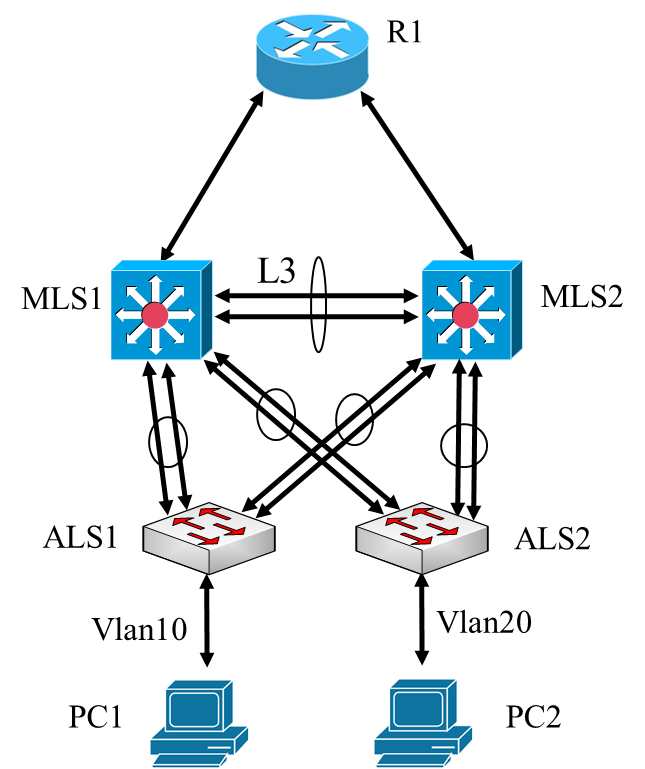 R1
L3
MLS1
MLS2
ALS1
ALS2
Vlan10
Vlan20
PC1
PC2